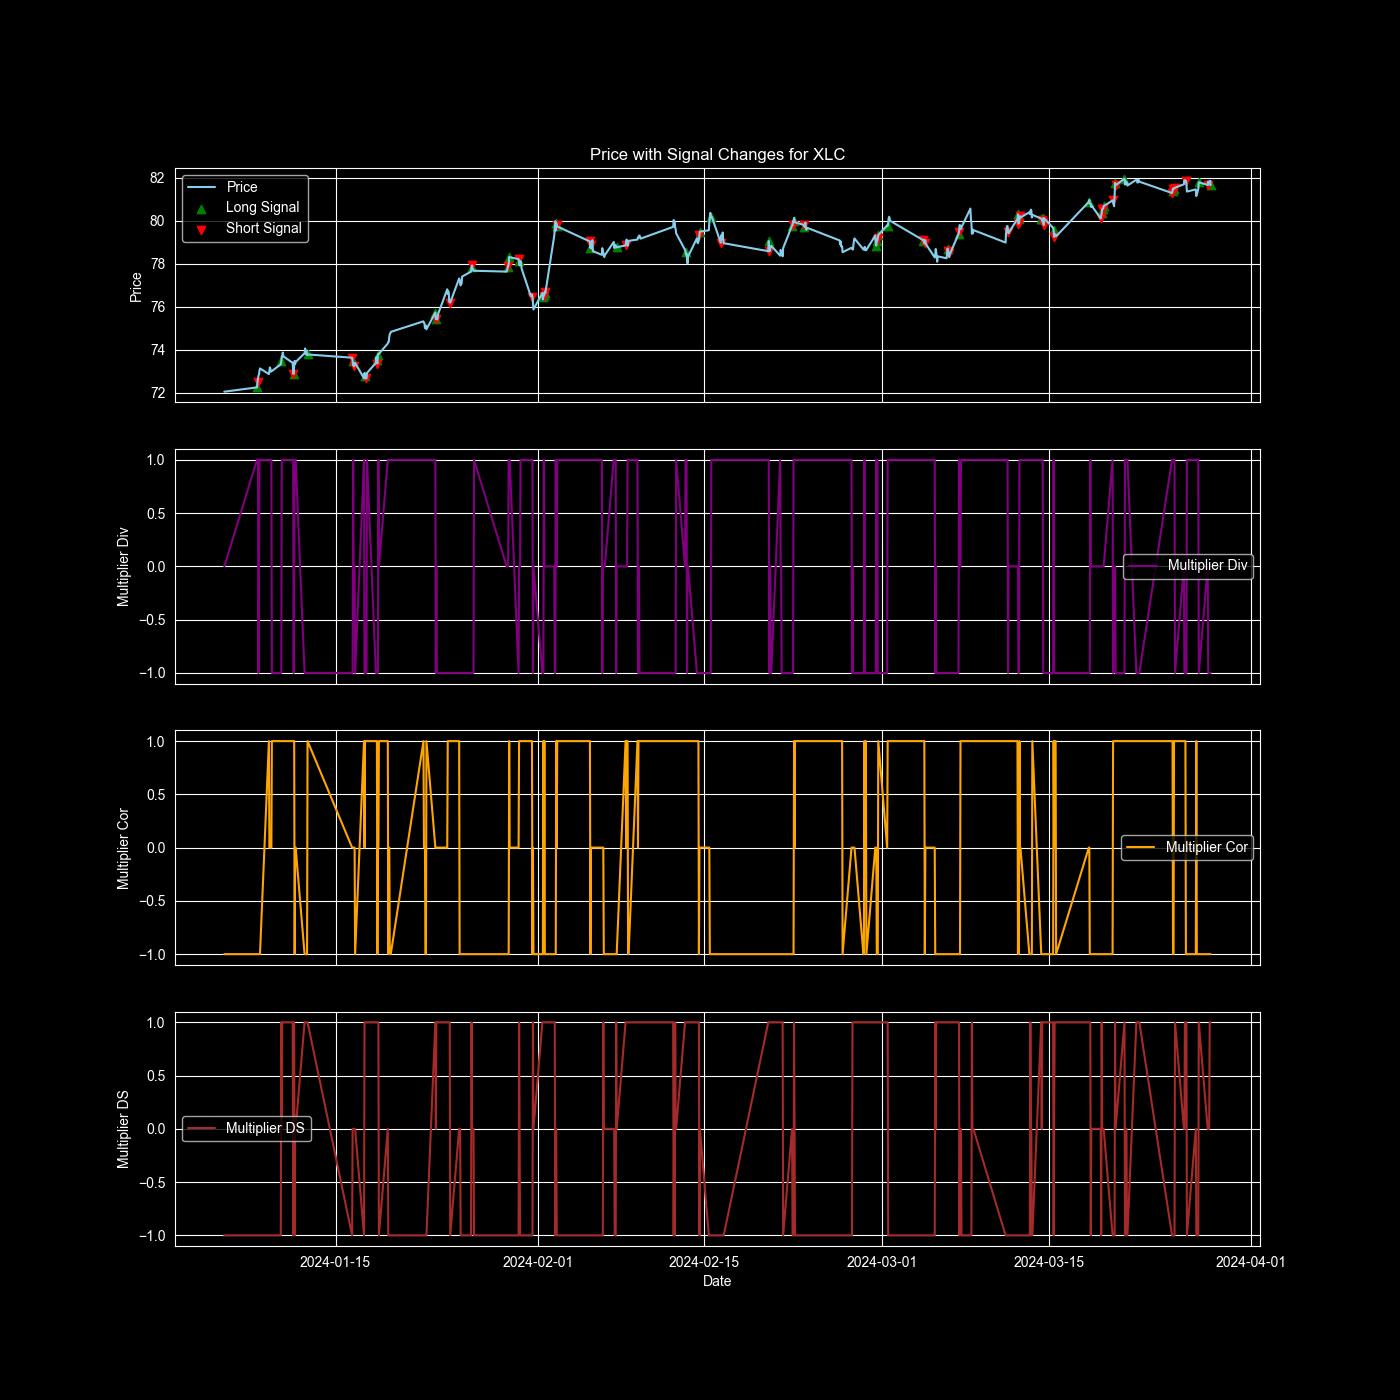 Price with Signal Changes for XLC
82
80
78
76
74
72
Price
Price
Long Signal
Short Signal
1.0
0.5
0.0
−0.5
−1.0
Multiplier Div
Multiplier Div
1.0
0.5
0.0
−0.5
−1.0
Multiplier Cor
Multiplier Cor
1.0
0.5
0.0
−0.5
−1.0
Multiplier DS
Multiplier DS
2024-01-15 2024-02-01 2024-02-15 2024-03-01 2024-03-15 2024-04-01
Date